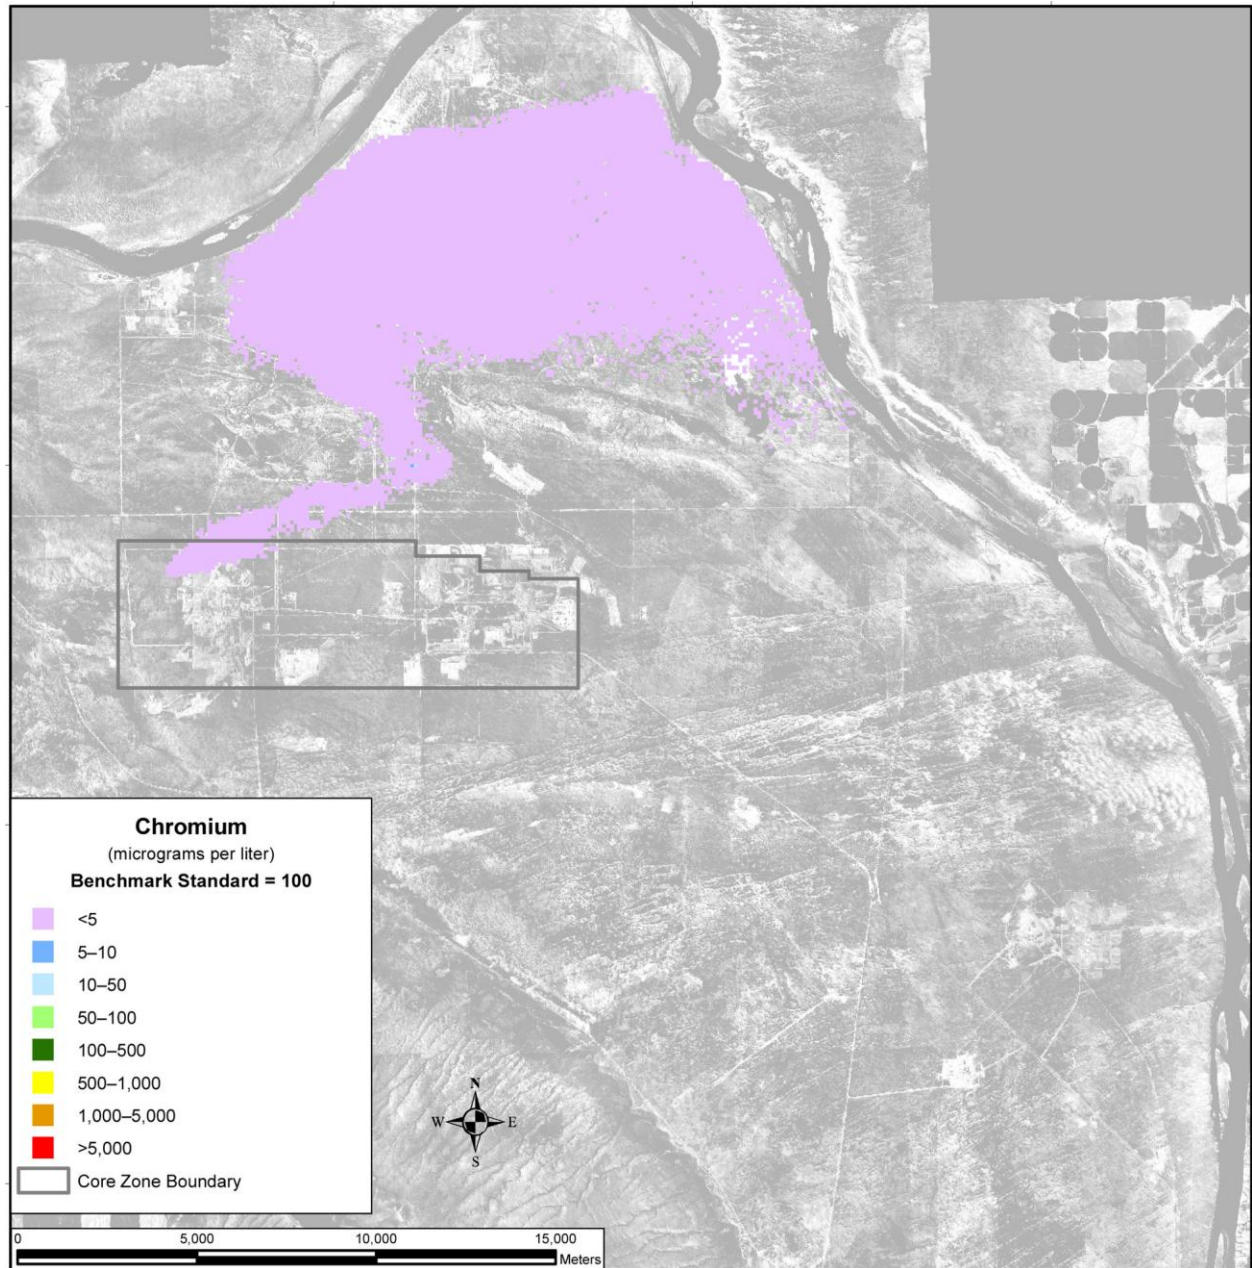 Chromium
(micrograms per liter)
Benchmark Standard = 100
<5
5–10
10–50
50–100
100–500
500–1,000
1,000–5,000
>5,000
Core Zone Boundary
N
W E
S
0 5,000 10,000 15,000
Meters